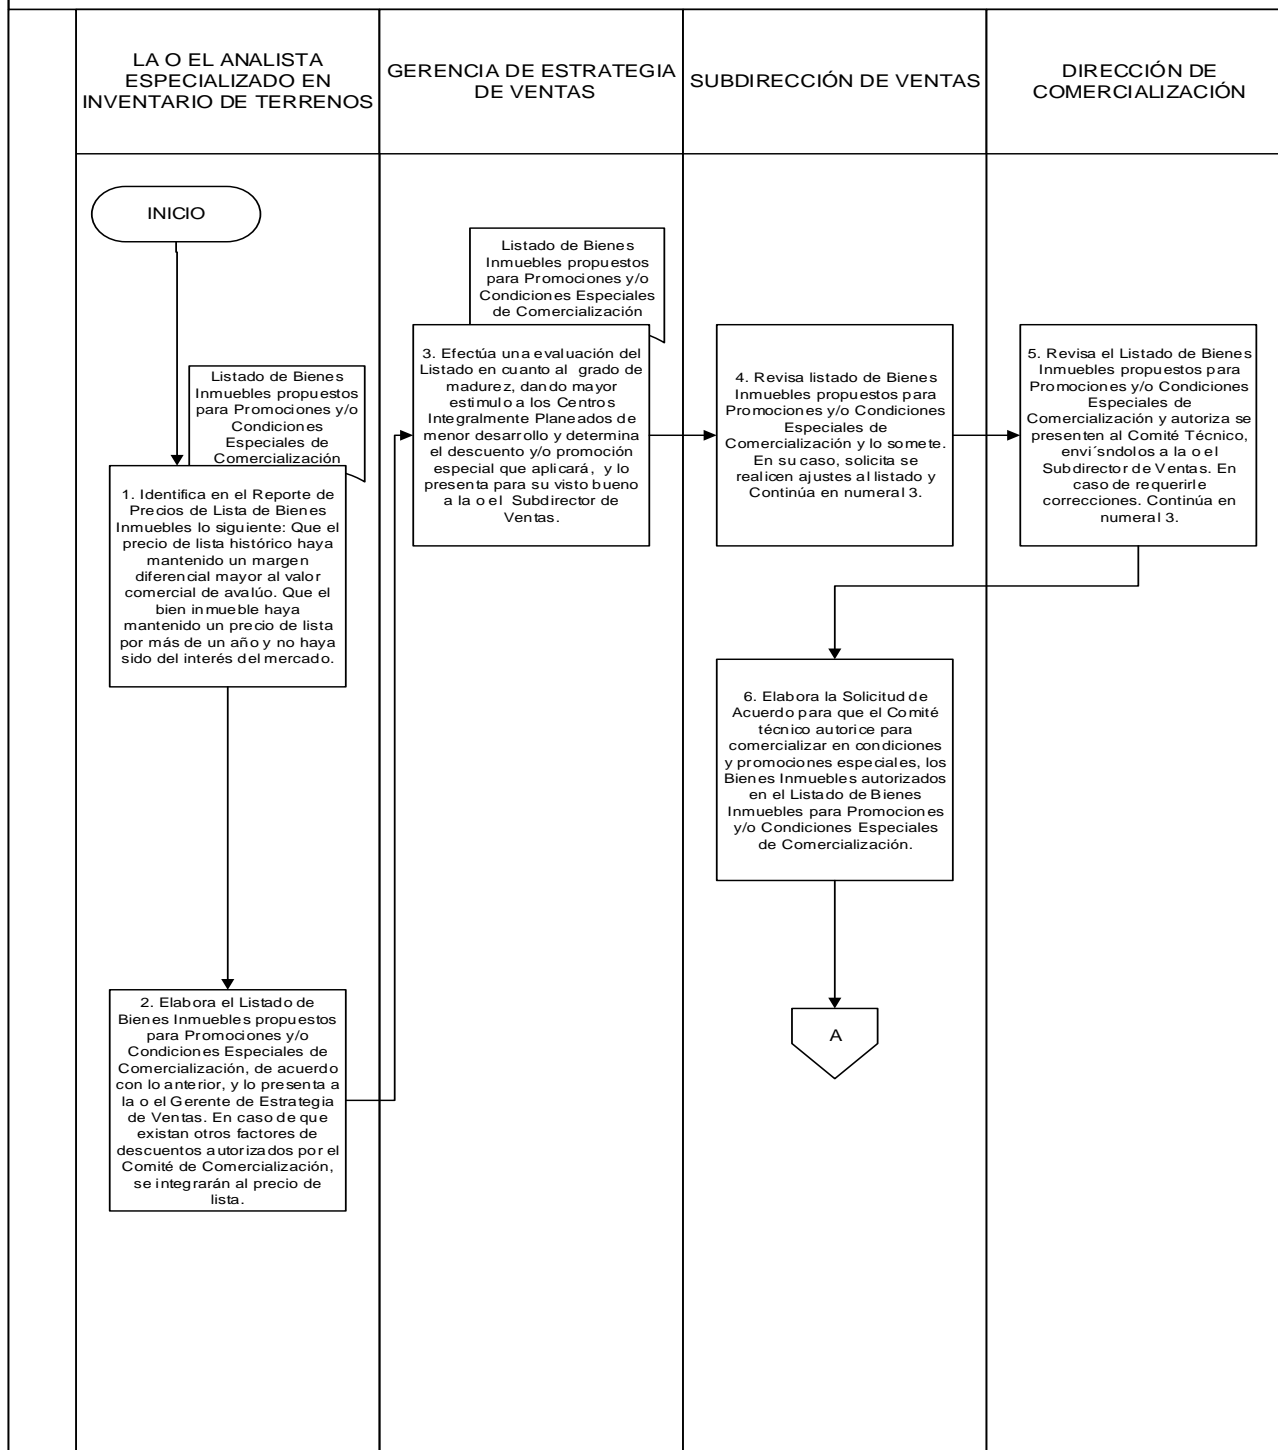 LA O EL ANALISTA
ESPECIALIZADO EN
INVENTARIO DE TERRENOS
GERENCIA DE ESTRATEGIA
DE VENTAS
SUBDIRECCIÓN DE VENTAS
DIRECCIÓN DE
COMERCIALIZACIÓN
INICIO
Listado de Bienes
Inmuebles propuestos
para Promociones y/o
Condiciones
Especiales de
Comercialización
1. Identifica en el Reporte de
Precios de Lista de Bienes
Inmuebles lo siguiente: Que el
precio de lista histórico haya
mantenido un margen
diferencial mayor al valor
comercial de avalúo. Que el
bien inmueble haya
mantenido un precio de lista
por más de un año y no haya
sido del interés del mercado.
2. Elabora el Listado de
Bienes Inmuebles propuestos
para Promociones y/o
Condiciones Especiales de
Comercialización, de acuerdo
con lo anterior, y lo presenta a
la o el Gerente de Estrategia
de Ventas. En caso de que
existan otros factores de
descuentos autorizados por el
Comité de Comercialización,
se integrarán al precio de
lista.
Listado de Bienes
Inmuebles propuestos
para Promociones y/o
Condiciones Especiales
de Comercialización
3. Efectúa una evaluación del
Listado en cuanto al grado de
madurez, dando mayor
estimulo a los Centros
Integralmente Planeados de
menor desarrollo y determina
el descuento y/o promoción
especial que aplicará, y lo
presenta para su visto bueno
a la o el Subdirector de
Ventas.
4. Revisa listado de Bienes
Inmuebles propuestos para
Promociones y/o Condiciones
Especiales de
Comercialización y lo somete.
En su caso, solicita se
realicen ajustes al listado y
Continúa en numeral 3.
5. Revisa el Listado de Bienes
Inmuebles propuestos para
Promociones y/o Condiciones
Especiales de
Comercialización y autoriza se
presenten al Comité Técnico,
envi´sndolos a la o el
Subdirector de Ventas. En
caso de requerirle
correcciones. Continúa en
numeral 3.
6. Elabora la Solicitud de
Acuerdo para que el Comité
técnico autorice para
comercializar en condiciones
y promociones especiales, los
Bienes Inmuebles autorizados
en el Listado de Bienes
Inmuebles para Promociones
y/o Condiciones Especiales
de Comercialización.
A